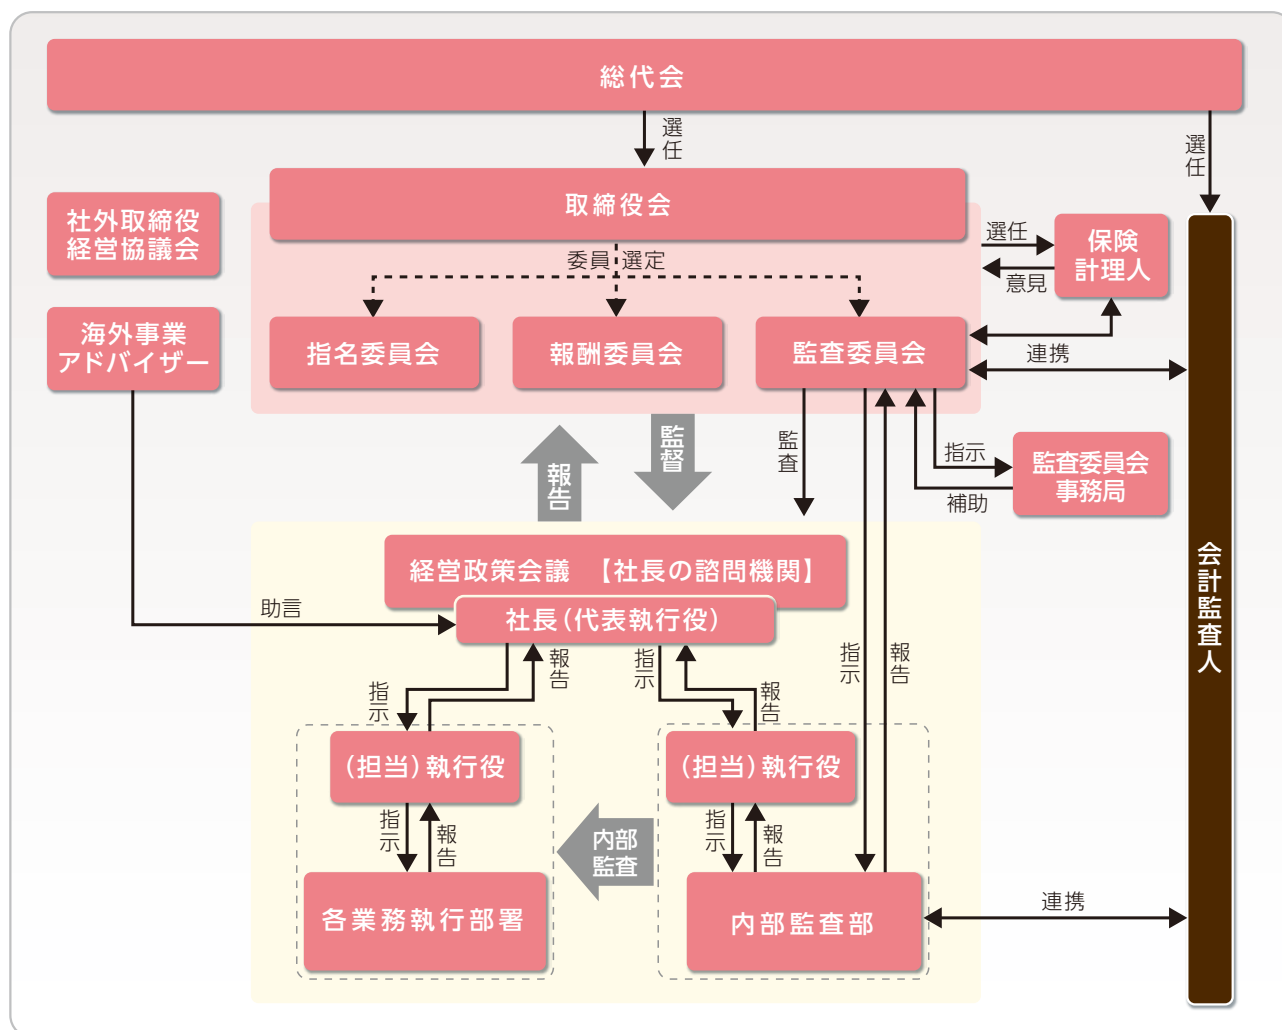 総代会
選任
選任
取締役会
社外取締役
経営協議会
委員 選定
選任
意見
保険
計理人
海外事業
アドバイザー
指名委員会
報酬委員会
監査委員会
連携
報告
監督
監査
指示
補助
監査委員会
事務局
会計監査人
経営政策会議 【社長の諮問機関】
社長(代表執行役)
助言
指示
報告
指示
報告
指示
報告
(担当)執行役
(担当)執行役
指示
報告
内部
監査
指示
報告
各業務執行部署
内部監査部
連携